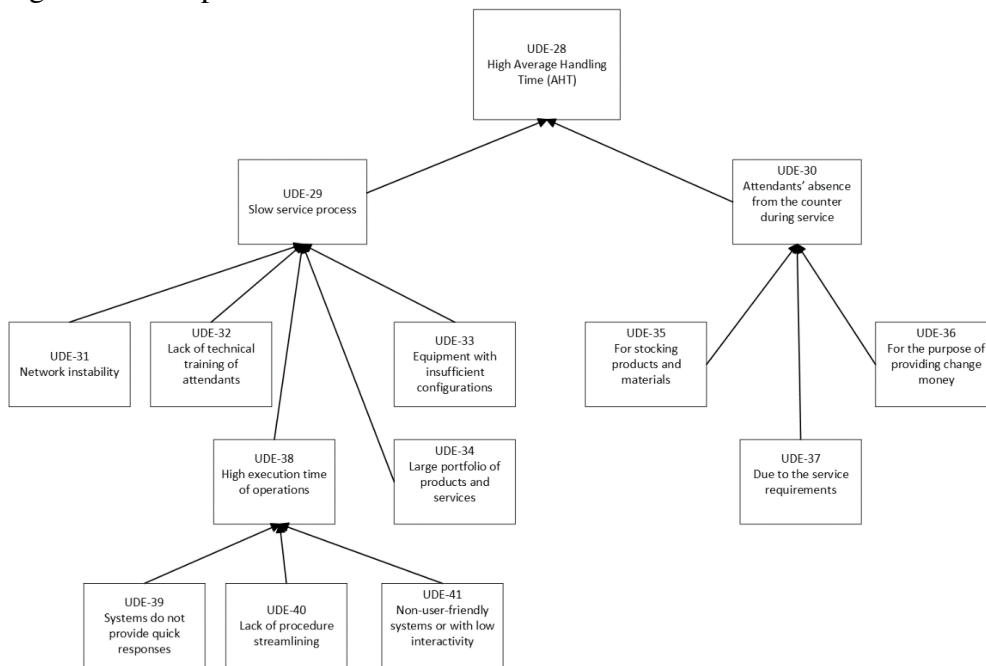 UDE-28
High Average Handling
Time (AHT)
UDE-29
Slow service process
UDE-30
Attendants’ absence
from the counter
during service
UDE-31
Network instability
UDE-32
Lack of technical
training of
attendants
UDE-33
Equipment with
insufficient
configurations
UDE-35
For stocking
products and
materials
UDE-36
For the purpose of
providing change
money
UDE-38
High execution time
of operations
UDE-34
Large portfolio of
products and
services
UDE-37
Due to the service
requirements
UDE-39
Systems do not
provide quick
responses
UDE-40
Lack of procedure
streamlining
UDE-41
Non-user-friendly
systems or with low
interactivity